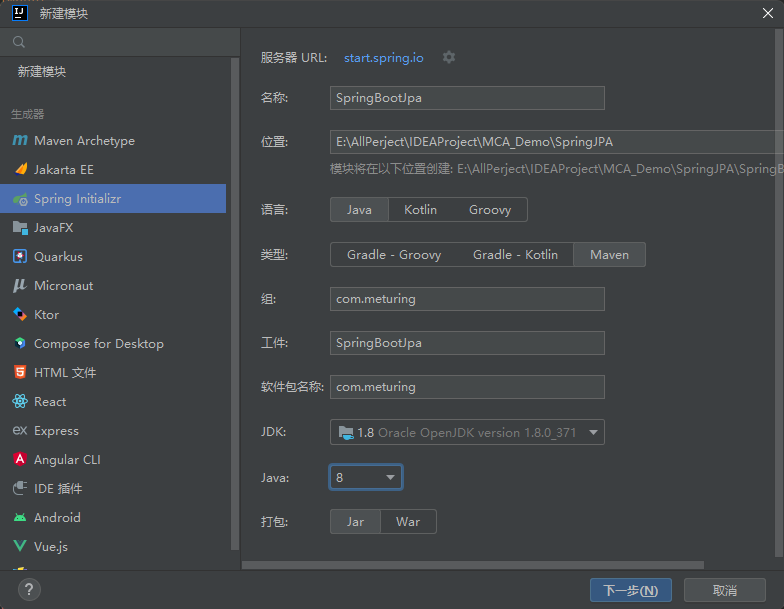 新建模块
新建模块
生成器
Maven Archetype
Jakarta EE
Spring Initializr
JavaFX
Quarkus
Micronaut
Ktor
Compose for Desktop
HTML 文件
React
Express
Angular CLI
IDE 插件
Android
Vue.js
服务器 URL: start.spring.io
名称: SpringBootJpa
位置: E:\AllPerject\IDEAProject\MCA_Demo\SpringJPA
模块将在以下位置创建: E:\AllPerject\IDEAProject\MCA_Demo\SpringJPA\SpringB
语言: Java Kotlin Groovy
类型: Gradle - Groovy Gradle - Kotlin Maven
组: com.meturing
工件: SpringBootJpa
软件包名称: com.meturing
JDK: 1.8 Oracle OpenJDK version 1.8.0_371
Java: 8
打包: Jar War
? 下一步(N) 取消